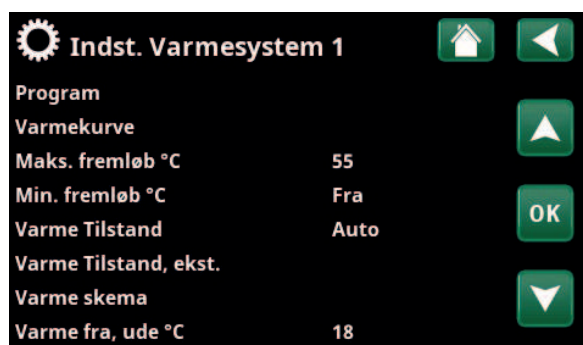 Indst. Varmesystem 1
Program
Varmekurve
Maks. fremløb °C 55
Min. fremløb °C Fra
Varme Tilstand Auto
OK
Varme Tilstand, ekst.
Varme skema
Varme fra, ude °C 18